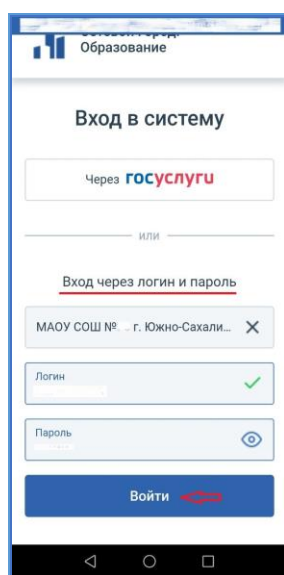 Образование
Вход в систему
Через госуслуги
или
Вход через логин и пароль
МАОУ СОШ № г. Южно-Сахали...
Логин
Пароль
Войти